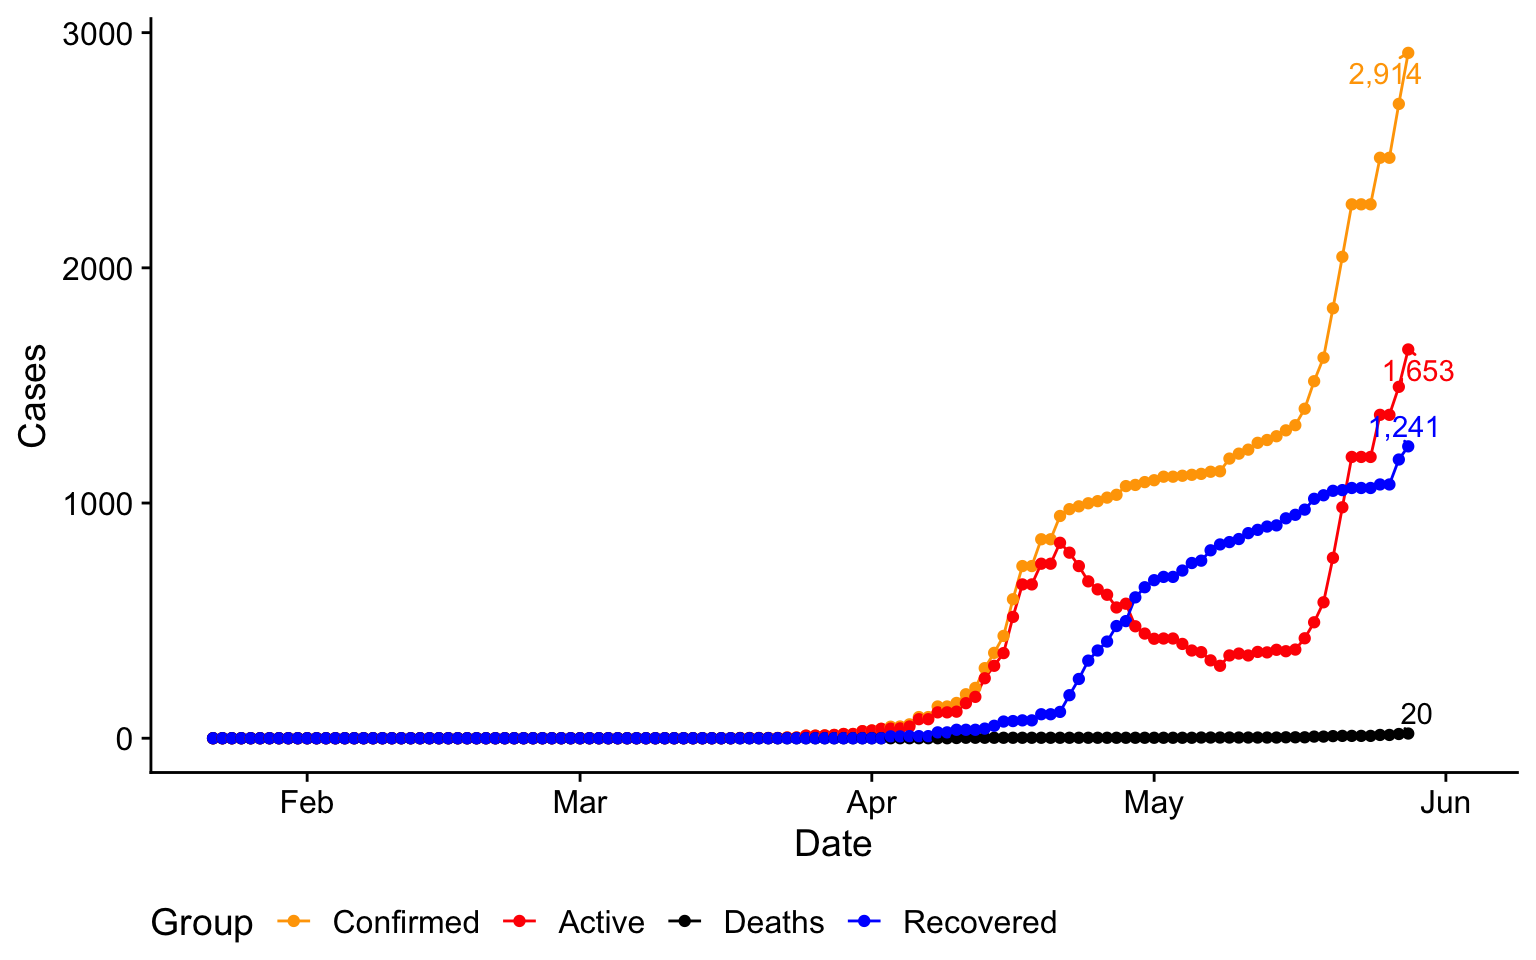 3000
2,914
2000
Cases
1,653
1,241
1000
20
0
Feb Mar Apr May Jun
Date
Group Confirmed Active Deaths Recovered